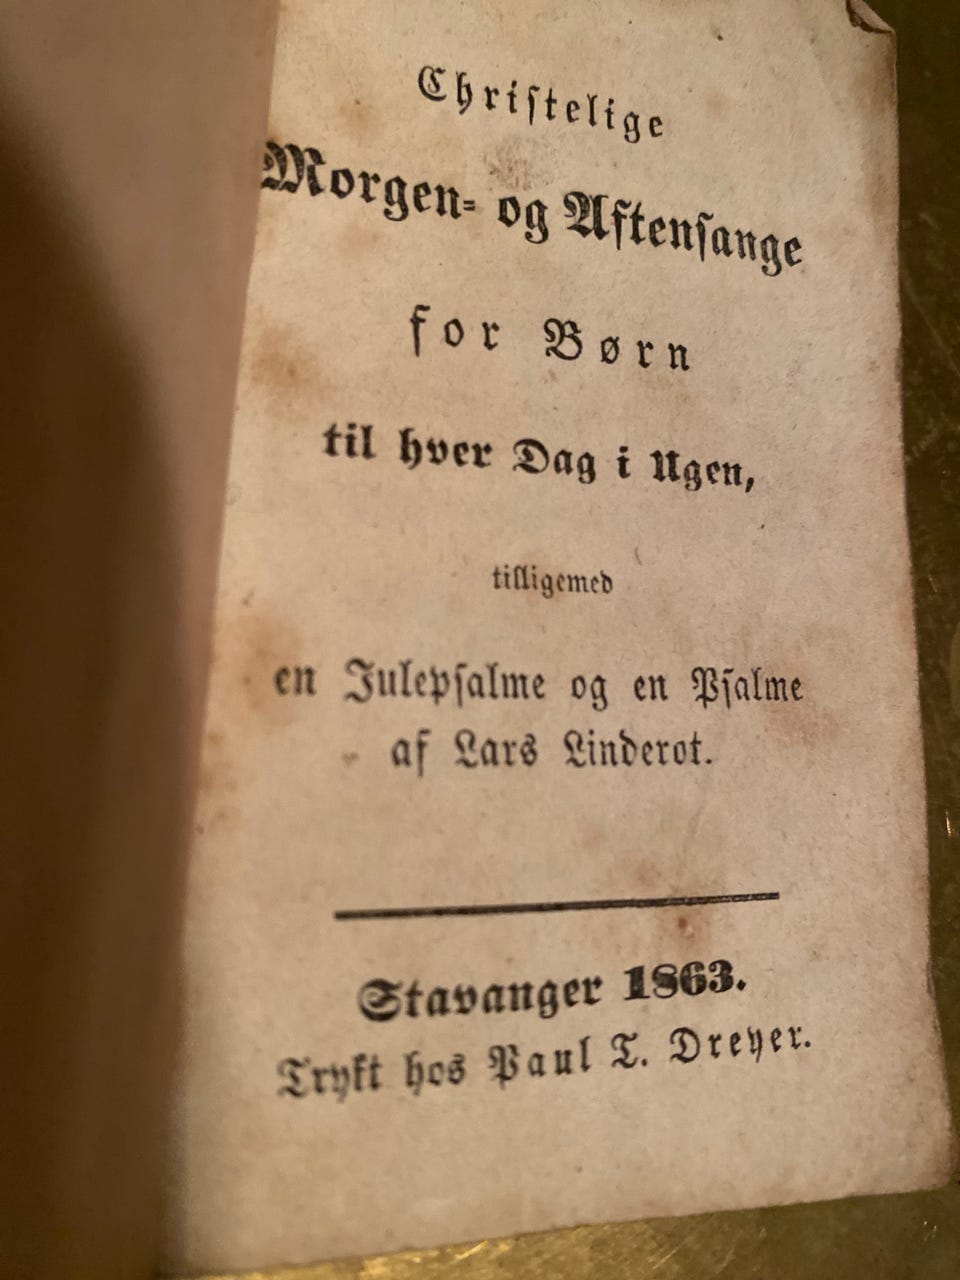 Christelige
Morgen- og Aftensange
for Børn
til hver Dag i Ugen,
tilligemed
en Julepsalme og en Psalme
af Lars Linderot.
Stavanger 1863.
Trykt hos Paul T. Dreyer.